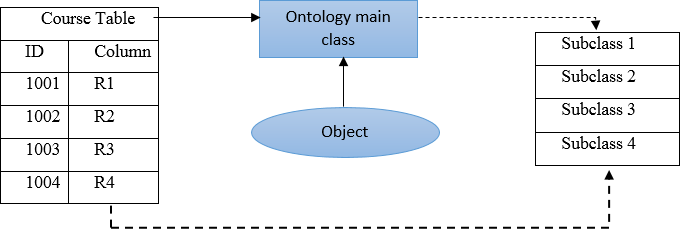 Course Table
ID Column
1001 R1
1002 R2
1003 R3
1004 R4
Ontology main
class
Object
Subclass 1
Subclass 2
Subclass 3
Subclass 4